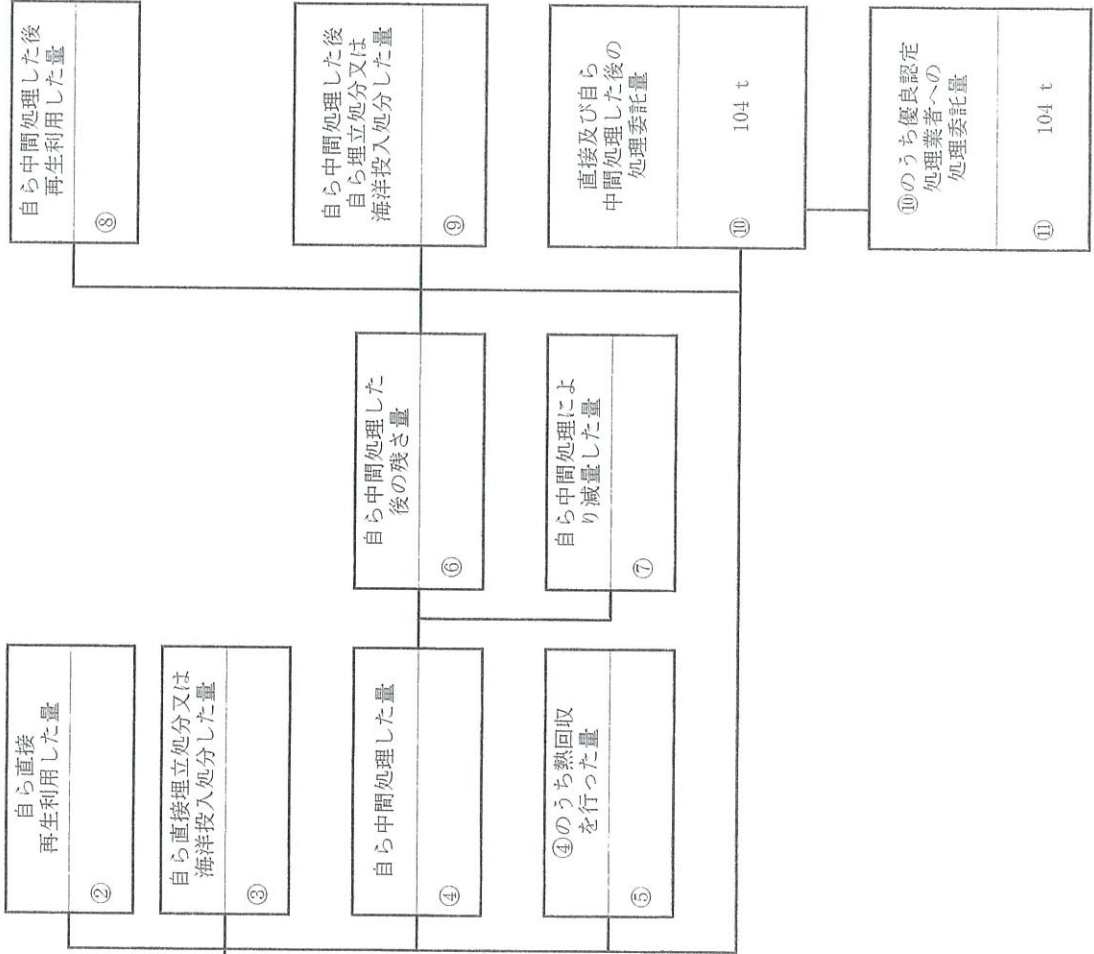 ②
自ら直接
再生利用した量
③
自ら直接埋立処分又は
海洋投入処分した量
④
自ら中間処理した量
⑤
④のうち熱回収
を行った量
⑥
自ら中間処理した
後の残さ量
⑦
自ら中間処理によ
り減量した量
⑧
自ら中間処理した後
再生利用した量
⑨
自ら中間処理した後
自ら埋立処分又は
海洋投入処分した量
⑩
直接及び自ら
中間処理した後の
処理委託量
104 t
⑪
⑩のうち優良認定
処理業者への
処理委託量
104 t